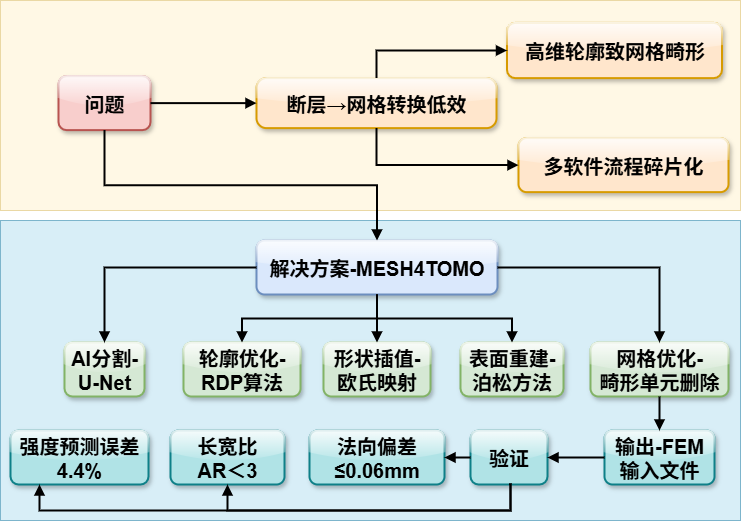 高维轮廓致网格畸形
问题
断层→网格转换低效
多软件流程碎片化
解决方案-MESH4TOMO
AI分割-
U-Net
轮廓优化-
RDP算法
形状插值-
欧氏映射
表面重建-
泊松方法
网格优化-
畸形单元删除
强度预测误差
4.4%
长宽比
AR＜3
法向偏差
≤0.06mm
验证
输出-FEM
输入文件